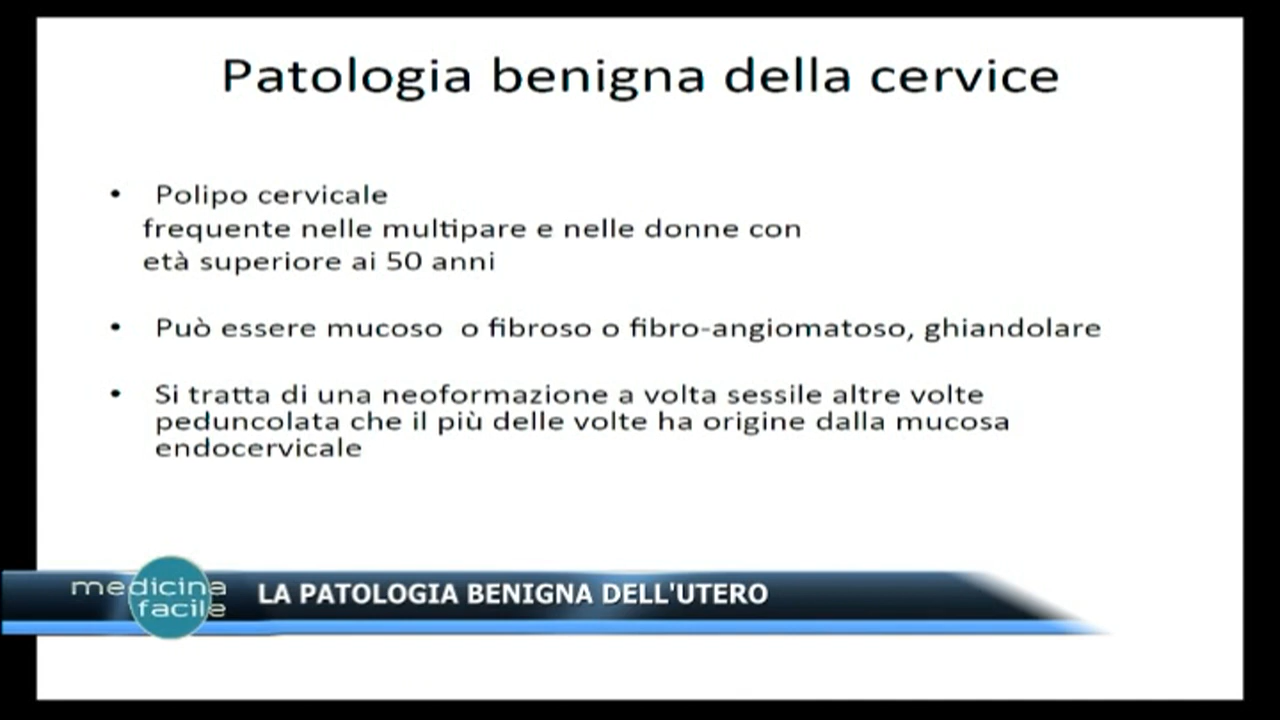 Patologia benigna della cervice
• Polipo cervicale
frequente nelle multipare e nelle donne con
età superiore ai 50 anni
• Può essere mucoso o fibroso o fibro-angiomatoso, ghiandolare
• Si tratta di una neoformazione a volta sessile altre volte
peduncolata che il più delle volte ha origine dalla mucosa
endocervicale
medicina
facile
LA PATOLOGIA BENIGNA DELL'UTERO